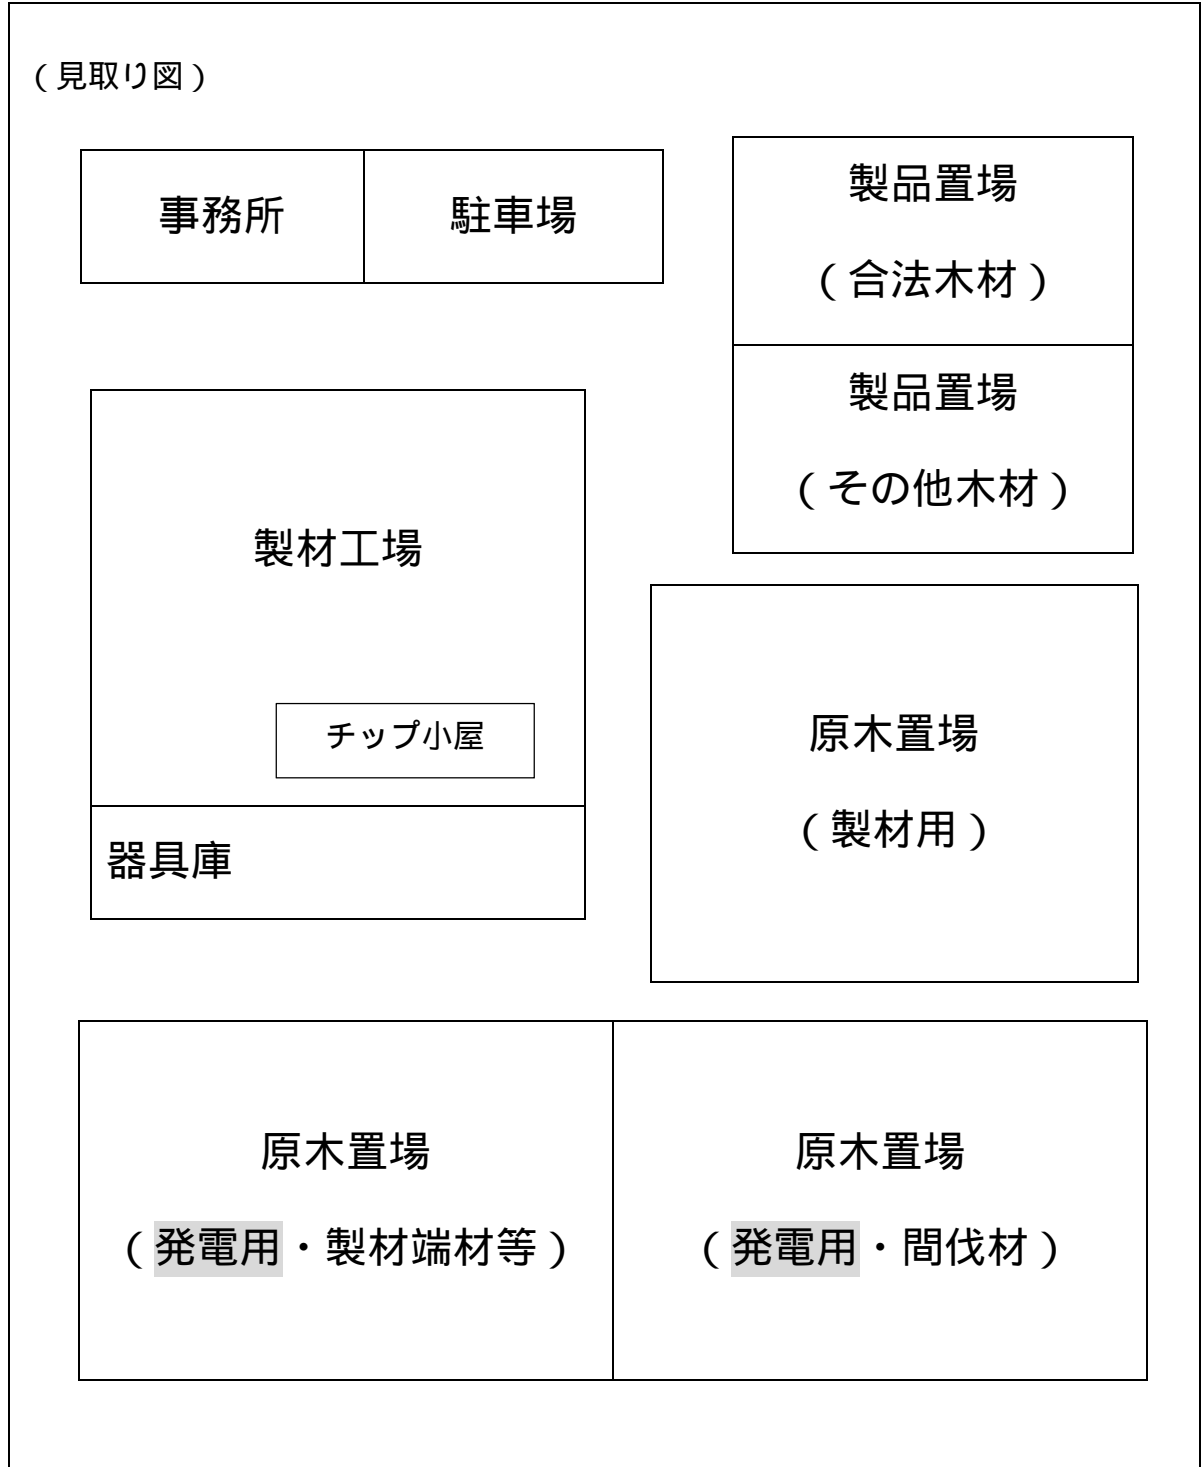 （見取り図）
事務所
駐車場
製品置場
（合法木材）
製品置場
（その他木材）
製材工場
チップ小屋
器具庫
原木置場
（製材用）
原木置場
（発電用・製材端材等）
原木置場
（発電用・間伐材）